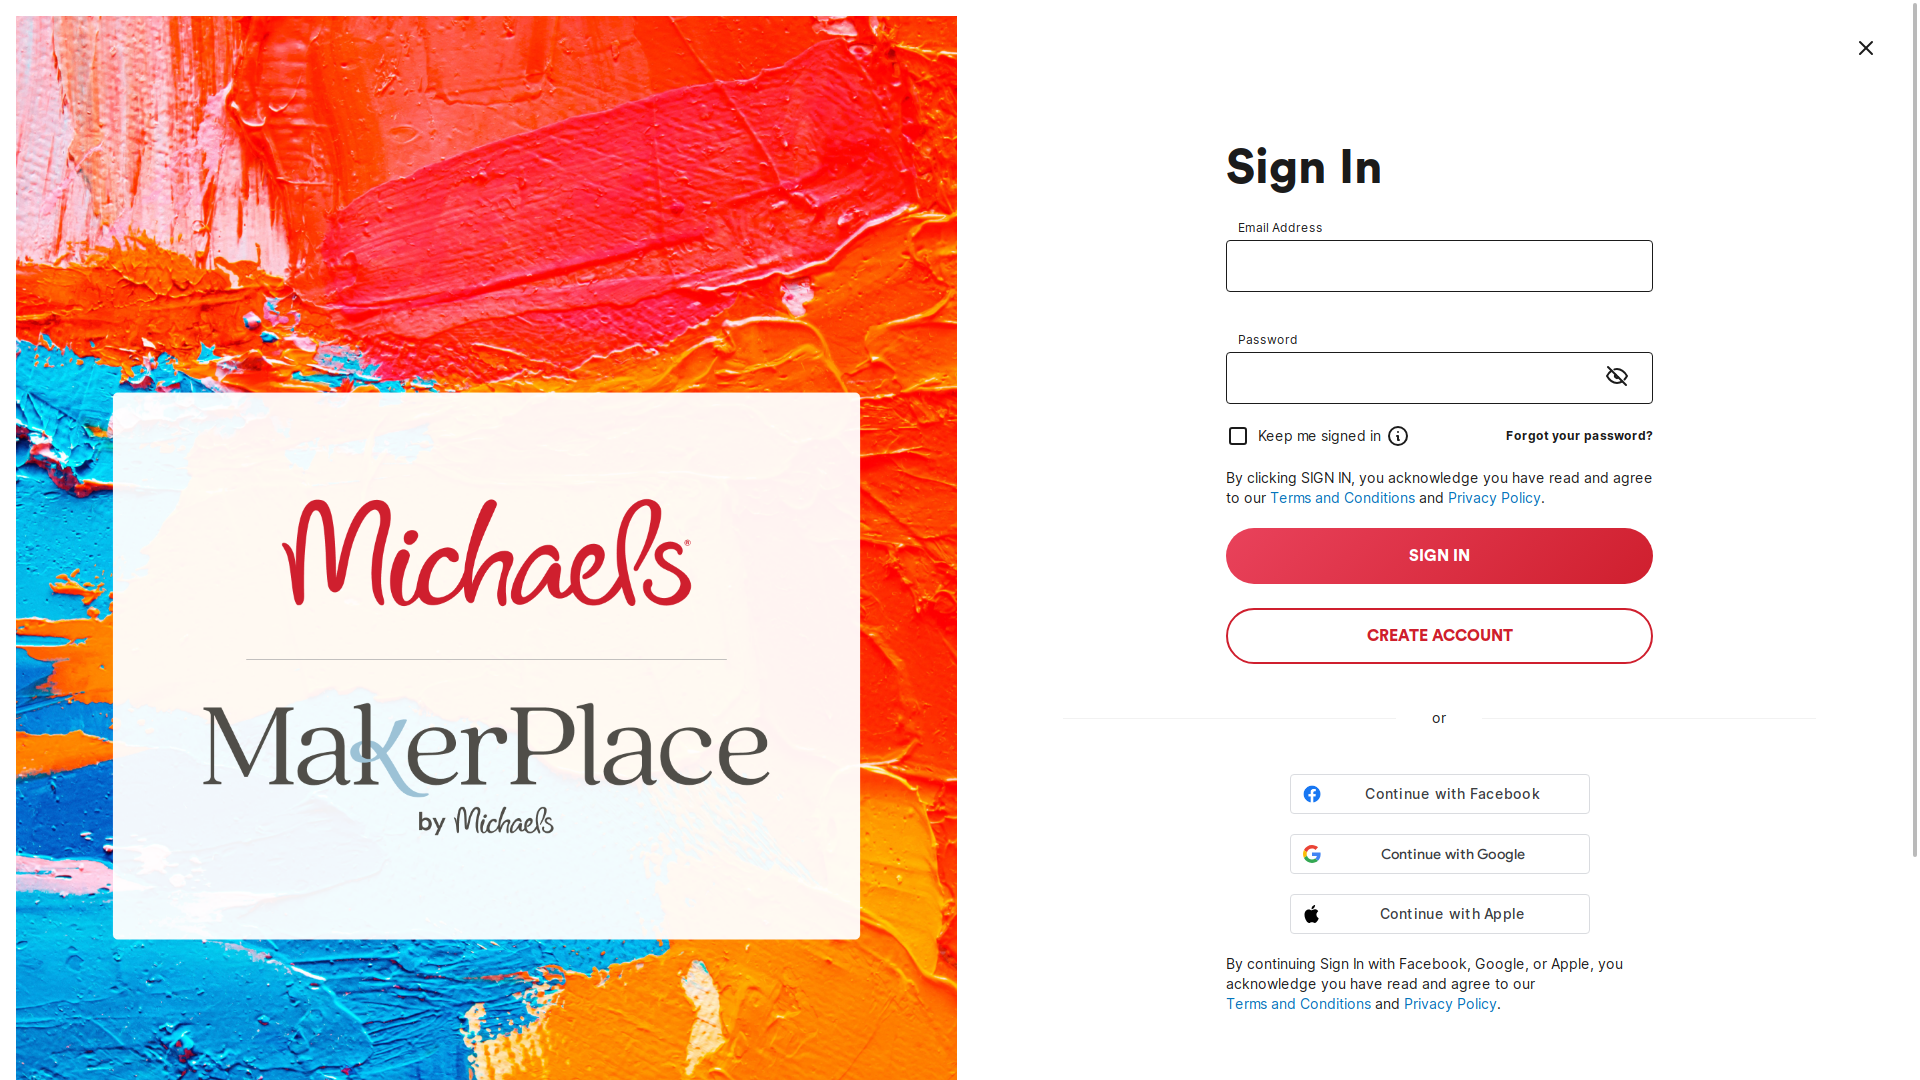 Michaels®
MakerPlace
by Michaels
Sign In
Email Address
Password
Keep me signed in
Forgot your password?
By clicking SIGN IN, you acknowledge you have read and agree
to our Terms and Conditions and Privacy Policy.
SIGN IN
CREATE ACCOUNT
or
Continue with Facebook
Continue with Google
Continue with Apple
By continuing Sign In with Facebook, Google, or Apple, you
acknowledge you have read and agree to our
Terms and Conditions and Privacy Policy.